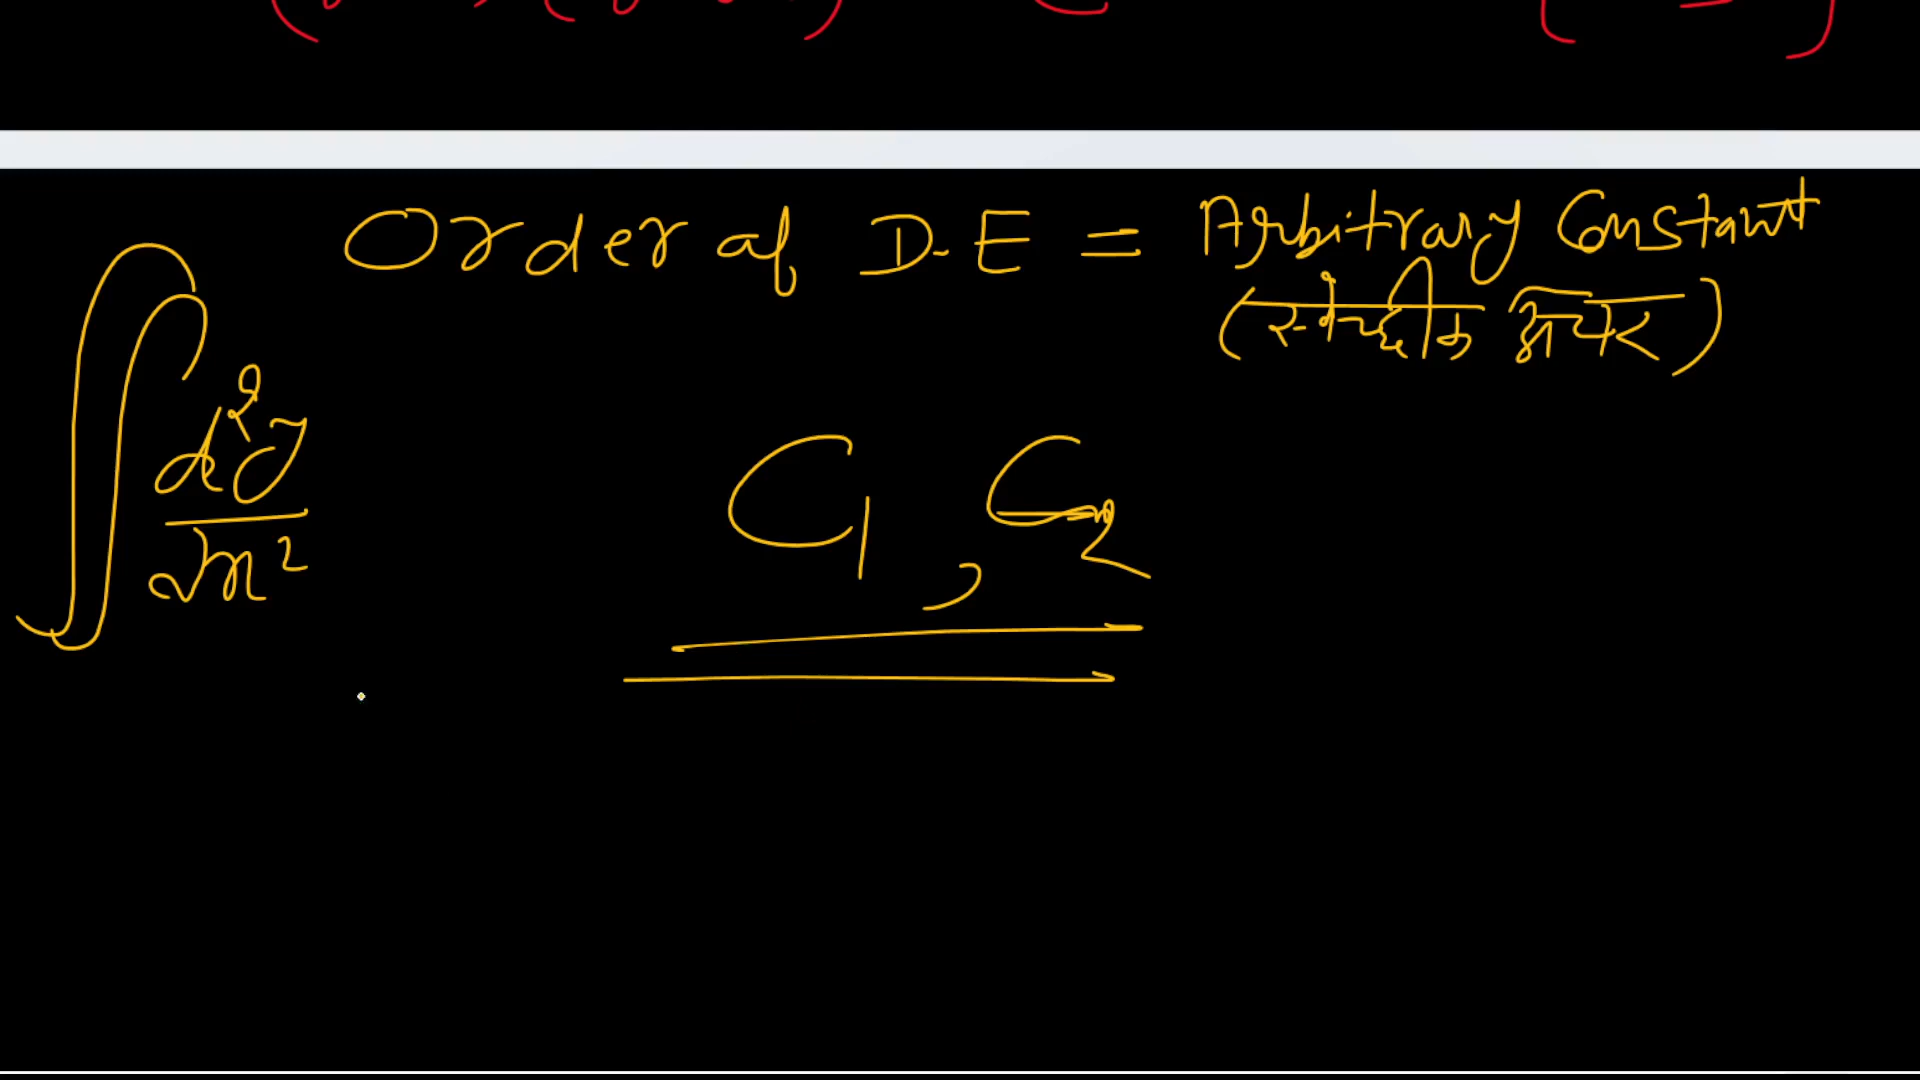 Order of D.E = Arbitrary Constant
(स्वेच्छीक अचर)
∫∫ d²y/dx²
C₁, C₂